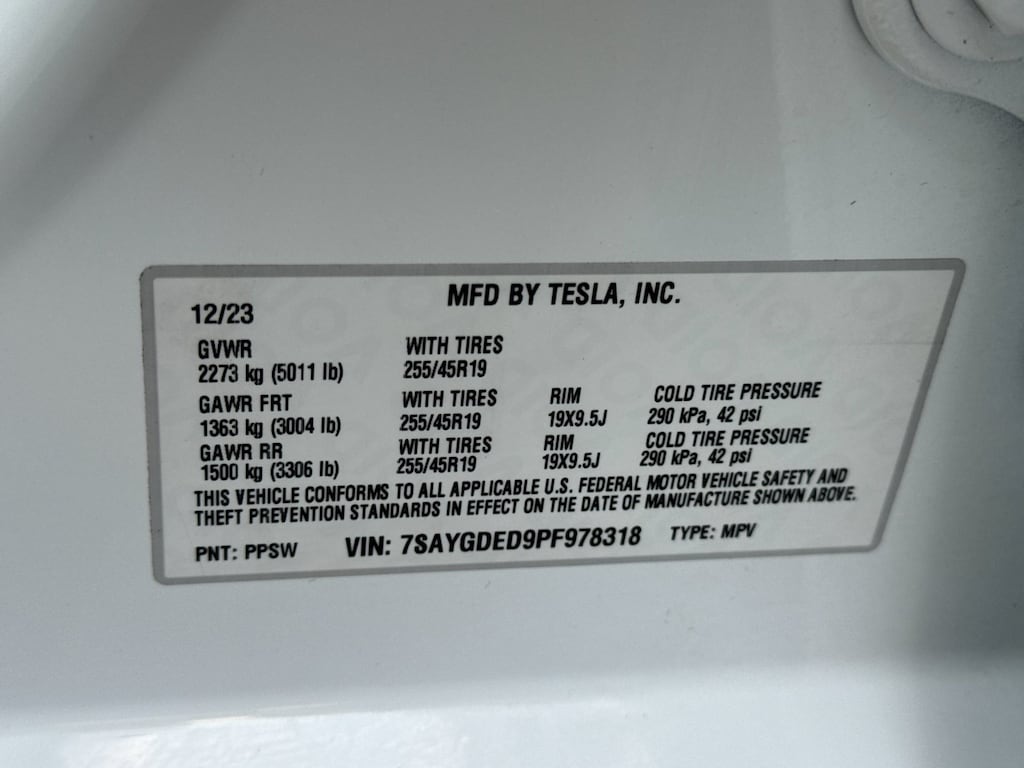 MFD BY TESLA, INC.
12/23
GVWR WITH TIRES
2273 kg (5011 lb) 255/45R19
GAWR FRT WITH TIRES RIM COLD TIRE PRESSURE
1363 kg (3004 lb) 255/45R19 19X9.5J 290 kPa, 42 psi
GAWR RR WITH TIRES RIM COLD TIRE PRESSURE
1500 kg (3306 lb) 255/45R19 19X9.5J 290 kPa, 42 psi
THIS VEHICLE CONFORMS TO ALL APPLICABLE U.S. FEDERAL MOTOR VEHICLE SAFETY AND
THEFT PREVENTION STANDARDS IN EFFECT ON THE DATE OF MANUFACTURE SHOWN ABOVE.
PNT: PPSW VIN: 7SAYGDED9PF978318 TYPE: MPV